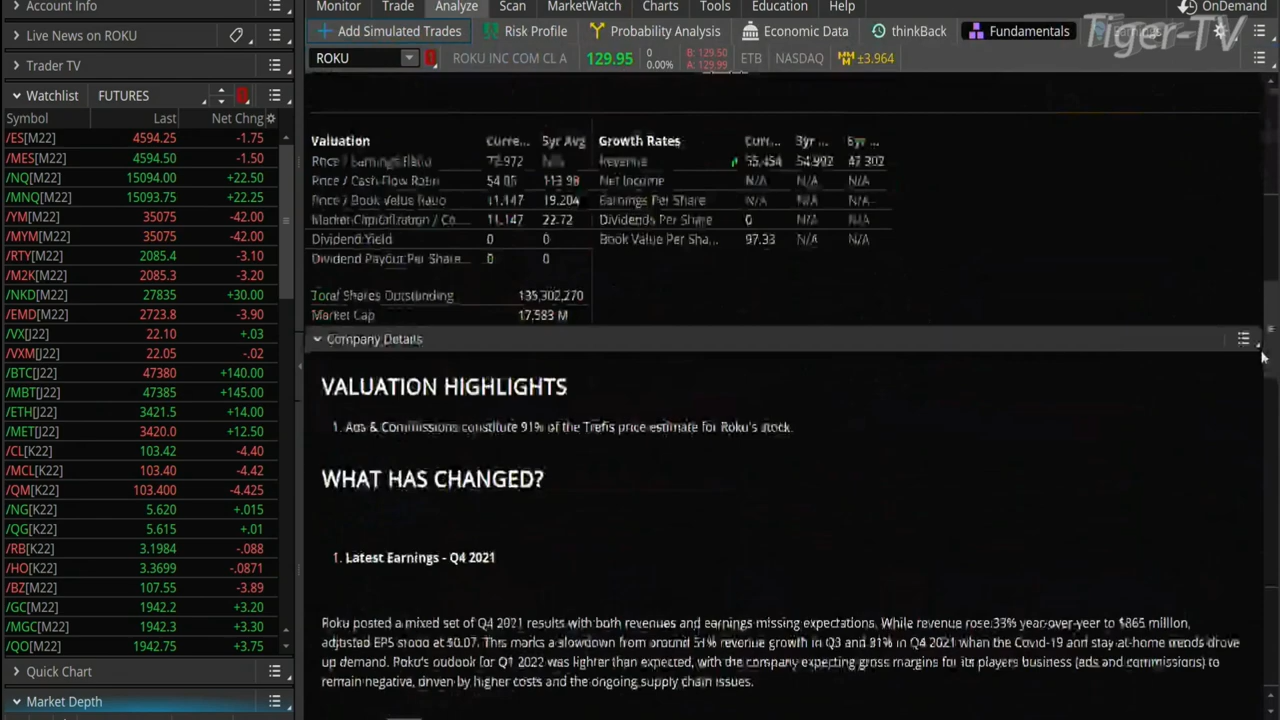 Account Info
Monitor Trade Analyze Scan MarketWatch Charts Tools Education Help OnDemand
Live News on ROKU
Add Simulated Trades Risk Profile Probability Analysis Economic Data thinkBack Fundamentals
Tiger-TV
Trader TV
ROKU ROKU INC COM CL A 129.95 0 0.00% B: 129.50 A: 129.99 ETB NASDAQ ±3.964
Watchlist FUTURES
Symbol Last Net Chng
/ES[M22] 4594.25 -1.75
/MES[M22] 4594.50 -1.50
/NQ[M22] 15094.00 +22.50
/MNQ[M22] 15093.75 +22.25
/YM[M22] 35075 -42.00
/MYM[M22] 35075 -42.00
/RTY[M22] 2085.4 -3.10
/M2K[M22] 2085.3 -3.20
/NKD[M22] 27835 +30.00
/EMD[M22] 2723.8 -3.90
/VX[J22] 22.10 +.03
/VXM[J22] 22.05 -.02
/BTC[J22] 47380 +140.00
/MBT[J22] 47385 +145.00
/ETH[J22] 3421.5 +14.00
/MET[J22] 3420.0 +12.50
/CL[K22] 103.42 -4.40
/MCL[K22] 103.40 -4.42
/QM[K22] 103.400 -4.425
/NG[K22] 5.620 +.015
/QG[K22] 5.615 +.01
/RB[K22] 3.1984 -.088
/HO[K22] 3.3699 -.0871
/BZ[K22] 107.55 -3.89
/GC[M22] 1942.2 +3.20
/MGC[M22] 1942.3 +3.30
/QO[M22] 1942.75 +3.75
Quick Chart
Market Depth
Valuation Curre... 5yr Avg Growth Rates Curr... 3yr ... 5yr ...
Price / Earnings Ratio 72.972 N/A Revenue 55.454 54.992 47.302
Price / Cash Flow Ratio 54.05 113.98 Net Income N/A N/A N/A
Price / Book Value Ratio 11.147 19.204 Earnings Per Share N/A N/A N/A
Market Capitalization / Co... 11.147 22.72 Dividends Per Share 0 N/A N/A
Dividend Yield 0 0 Book Value Per Sha... 97.33 N/A N/A
Dividend Payout Per Share 0 0
Total Shares Outstanding 135,302,270
Market Cap 17,583 M
Company Details
VALUATION HIGHLIGHTS
1. Ads & Commissions constitute 91% of the Trefis price estimate for Roku's stock.
WHAT HAS CHANGED?
1. Latest Earnings - Q4 2021
Roku posted a mixed set of Q4 2021 results with both revenues and earnings missing expectations. While revenue rose 33% year-over-year to $865 million,
adjusted EPS stood at $0.07. This marks a slowdown from around 51% revenue growth in Q3 and 81% in Q4 2021 when the Covid-19 and stay-at-home trends drove
up demand. Roku's outlook for Q1 2022 was lighter than expected, with the company expecting gross margins for its players business (ads and commissions) to
remain negative, driven by higher costs and the ongoing supply chain issues.